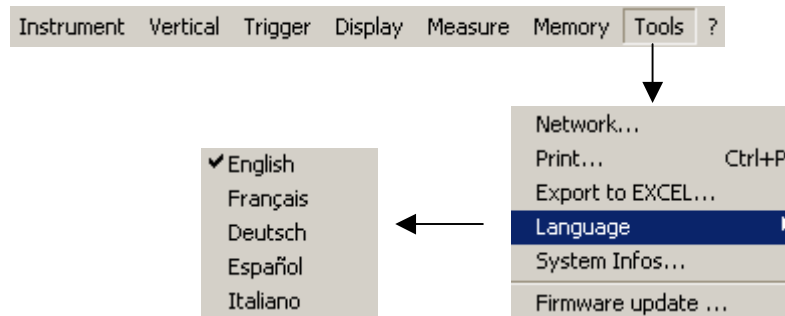 Instrument Vertical Trigger Display Measure Memory Tools ?
Network...
Print... Ctrl+P
Export to EXCEL...
Language
System Infos...
Firmware update ...
English
Français
Deutsch
Español
Italiano